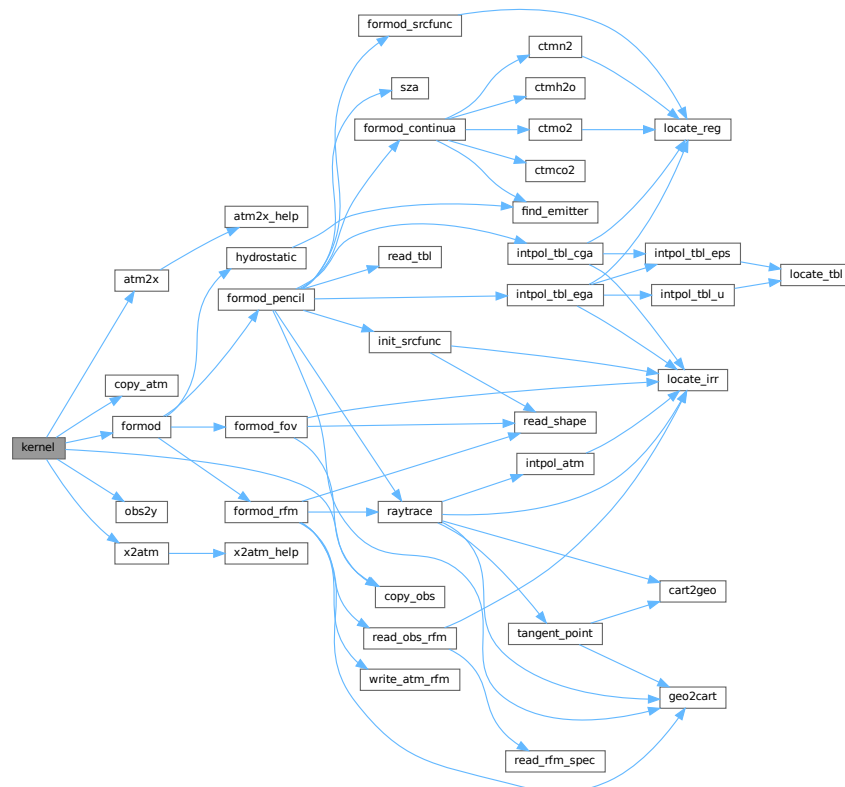 formod_srcfunc
ctmn2
sza
ctmh2o
formod_continua
ctmo2
locate_reg
ctmco2
atm2x_help
find_emitter
hydrostatic
read_tbl
intpol_tbl_cga
intpol_tbl_eps
atm2x
locate_tbl
formod_pencil
intpol_tbl_ega
intpol_tbl_u
init_srcfunc
copy_atm
locate_irr
formod
formod_fov
read_shape
kernel
intpol_atm
obs2y
formod_rfm
raytrace
x2atm
x2atm_help
cart2geo
copy_obs
read_obs_rfm
tangent_point
write_atm_rfm
geo2cart
read_rfm_spec